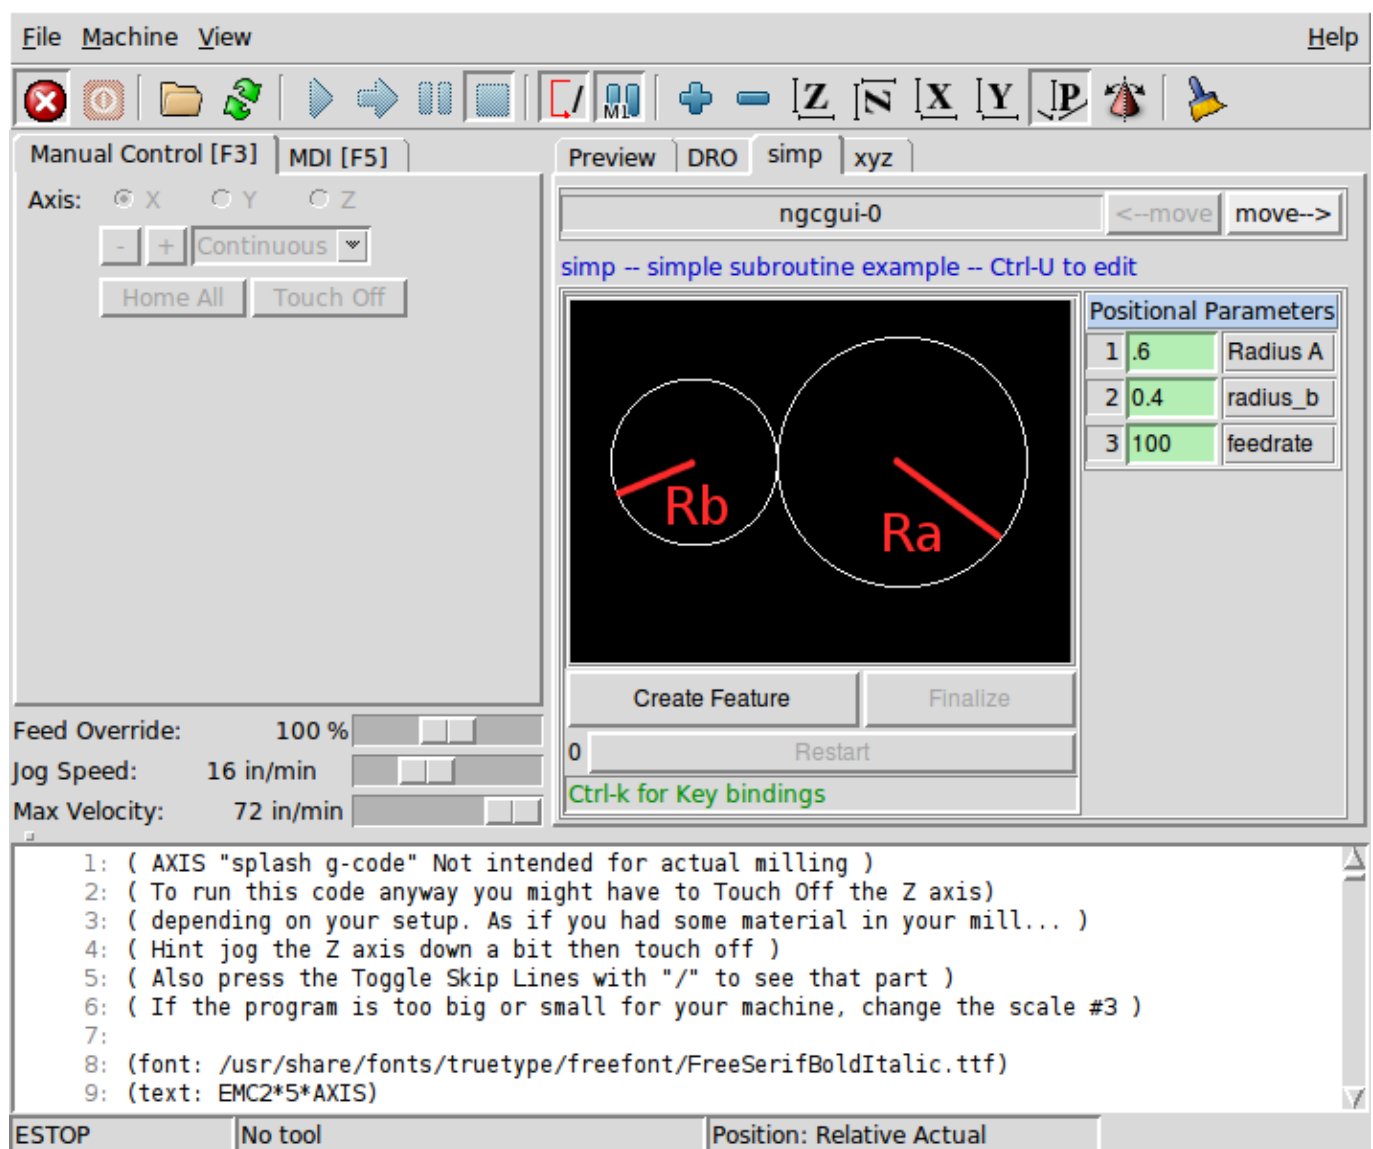 File Machine View Help
M1 Z N X Y P
Manual Control [F3] MDI [F5]
Preview DRO simp xyz
Axis: X Y Z
ngcgui-0 <--move move-->
- + Continuous
simp -- simple subroutine example -- Ctrl-U to edit
Home All Touch Off
Positional Parameters
1 .6 Radius A
2 0.4 radius_b
3 100 feedrate
Rb
Ra
Create Feature Finalize
Feed Override: 100 %
0 Restart
Jog Speed: 16 in/min
Ctrl-k for Key bindings
Max Velocity: 72 in/min
1: ( AXIS "splash g-code" Not intended for actual milling )
2: ( To run this code anyway you might have to Touch Off the Z axis)
3: ( depending on your setup. As if you had some material in your mill... )
4: ( Hint jog the Z axis down a bit then touch off )
5: ( Also press the Toggle Skip Lines with "/" to see that part )
6: ( If the program is too big or small for your machine, change the scale #3 )
7:
8: (font: /usr/share/fonts/truetype/freefont/FreeSerifBoldItalic.ttf)
9: (text: EMC2*5*AXIS)
ESTOP No tool Position: Relative Actual